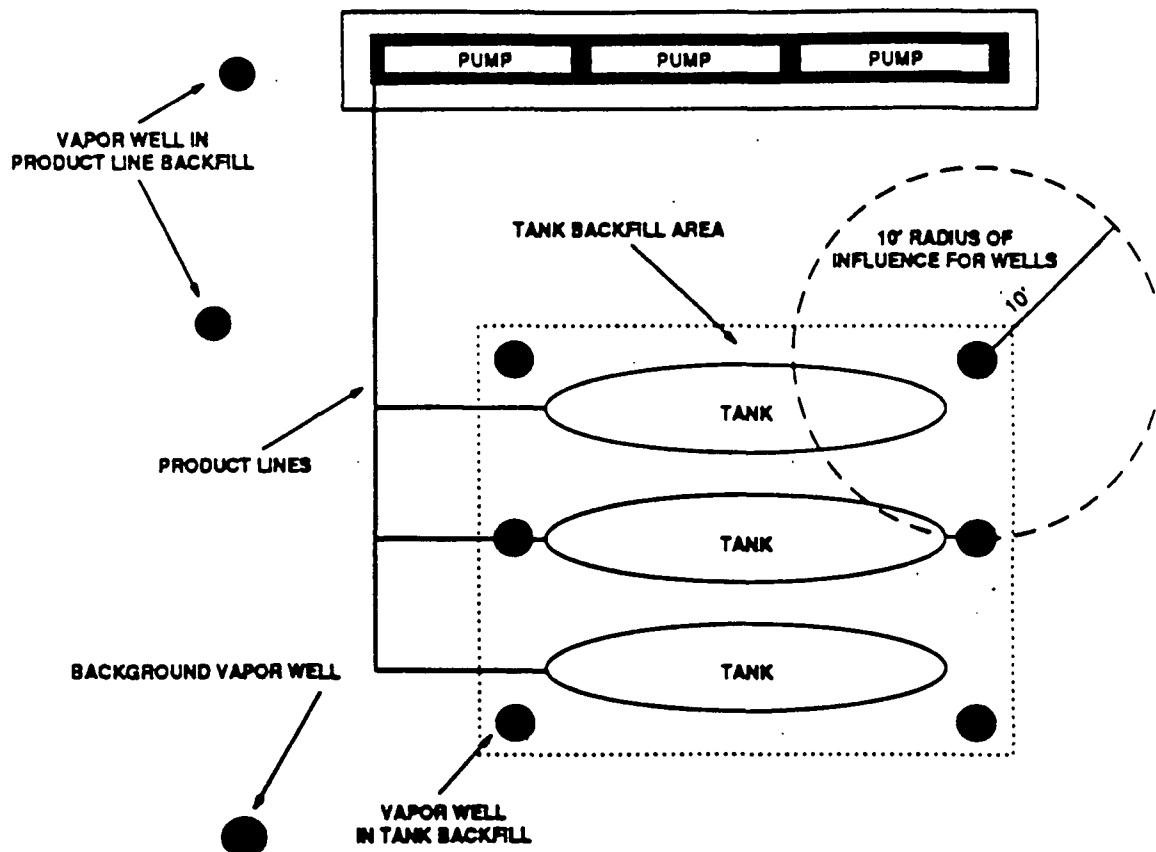 PUMP PUMP PUMP
VAPOR WELL IN
PRODUCT LINE BACKFILL
TANK BACKFILL AREA
10' RADIUS OF
INFLUENCE FOR WELLS
10'
TANK
PRODUCT LINES
TANK
BACKGROUND VAPOR WELL
TANK
VAPOR WELL
IN TANK BACKFILL